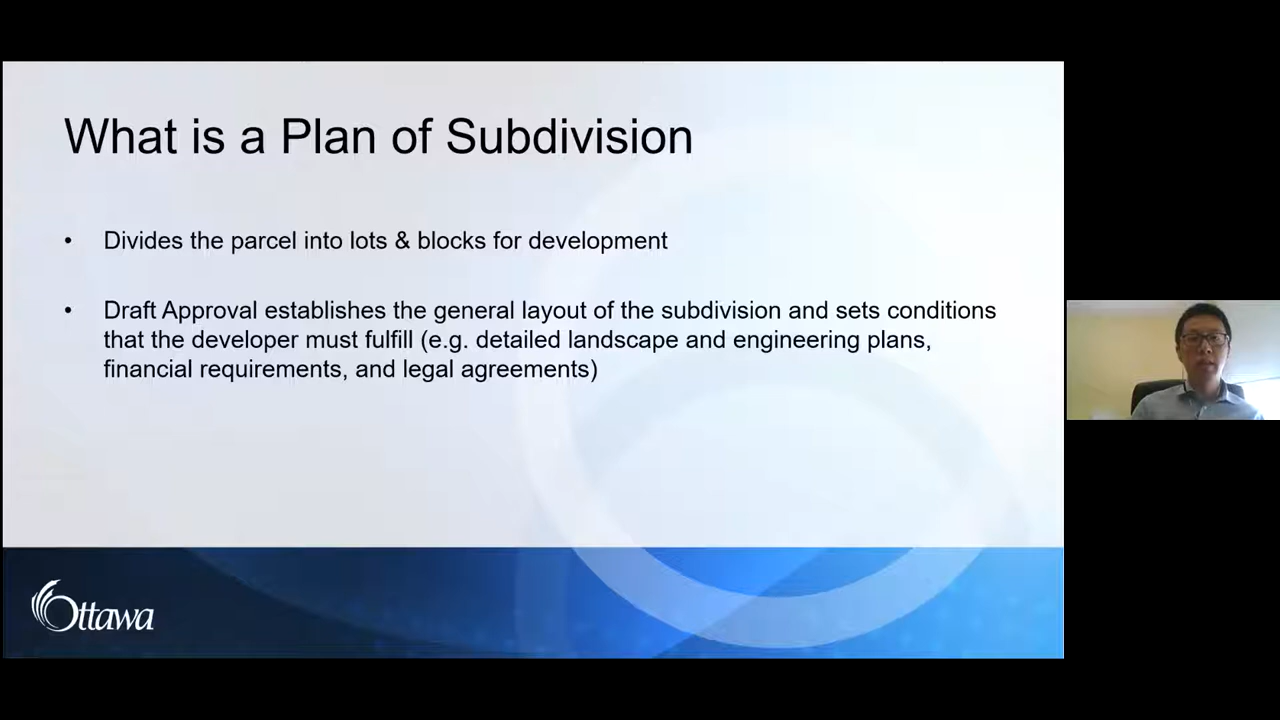 What is a Plan of Subdivision
• Divides the parcel into lots & blocks for development
• Draft Approval establishes the general layout of the subdivision and sets conditions
that the developer must fulfill (e.g. detailed landscape and engineering plans,
financial requirements, and legal agreements)
Ottawa